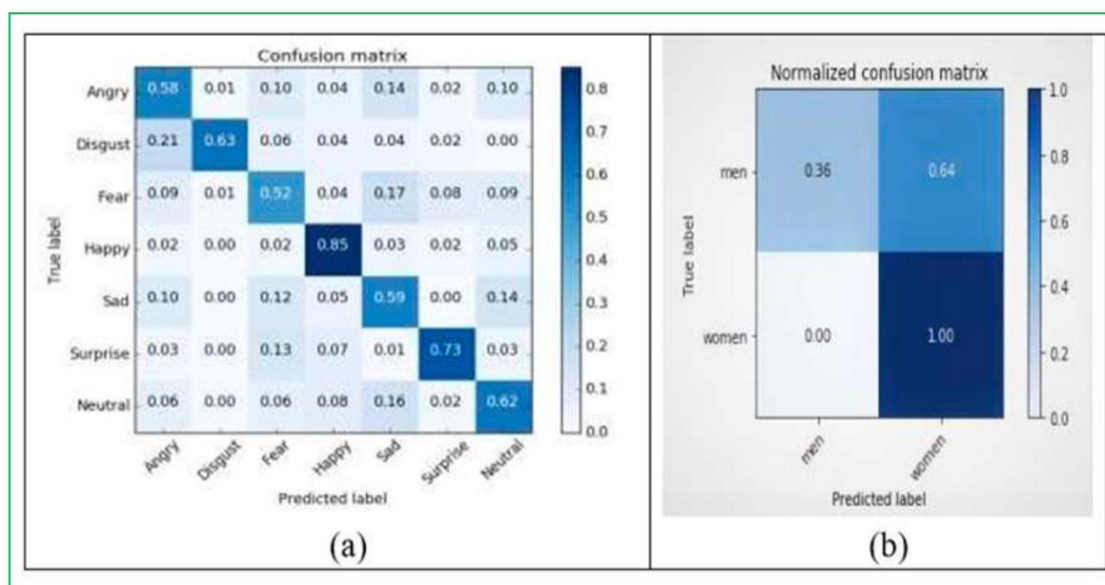 Confusion matrix
Angry 0.58 0.01 0.10 0.04 0.14 0.02 0.10
Disgust 0.21 0.63 0.06 0.04 0.04 0.02 0.00
Fear 0.09 0.01 0.52 0.04 0.17 0.08 0.09
Happy 0.02 0.00 0.02 0.85 0.03 0.02 0.05
Sad 0.10 0.00 0.12 0.05 0.59 0.00 0.14
Surprise 0.03 0.00 0.13 0.07 0.01 0.73 0.03
Neutral 0.06 0.00 0.06 0.08 0.16 0.02 0.62
True label
Angry Disgust Fear Happy Sad Surprise Neutral
Predicted label
0.8
0.7
0.6
0.5
0.4
0.3
0.2
0.1
0.0
(a)
Normalized confusion matrix
men 0.36 0.64
women 0.00 1.00
True label
men women
Predicted label
1.0
0.8
0.6
0.4
0.2
0.0
(b)